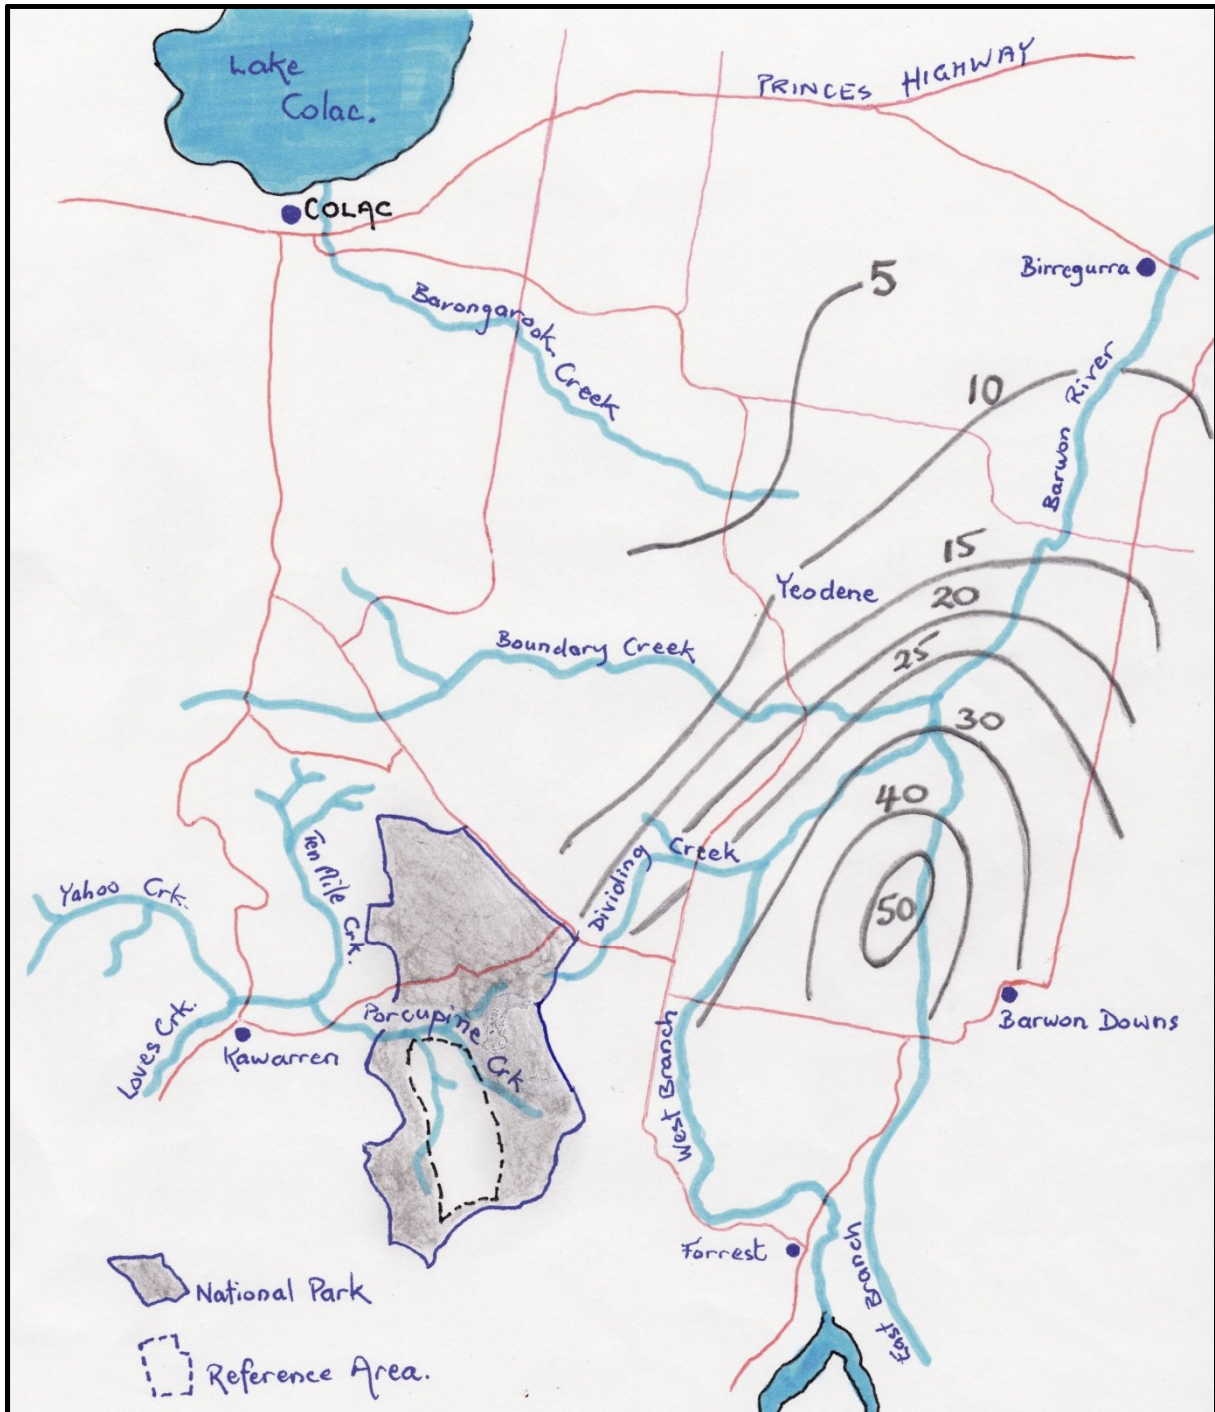 Lake
Colac.
PRINCES HIGHWAY
COLAC
Birregurra
5
Barongarook
Creek
10
Barwon River
15
Yeodene
20
25
Boundary Creek
30
40
Ten Mile Crk.
Dividing Creek
Yahoo Crk.
50
Porcupine Crk
Loves Crk.
Kawarren
Barwon Downs
West Branch
Forrest
East Branch
National Park
Reference Area.